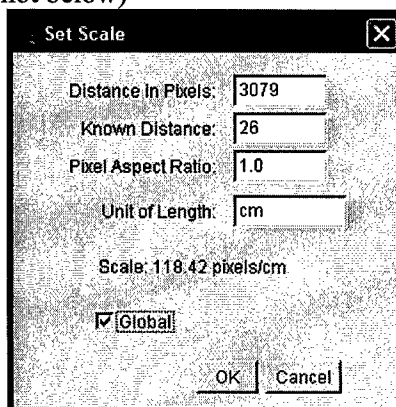 not below)
Set Scale
Distance in Pixels: 3079
Known Distance: 26
Pixel Aspect Ratio: 1.0
Unit of Length: cm
Scale: 118.42 pixels/cm
Global
OK Cancel